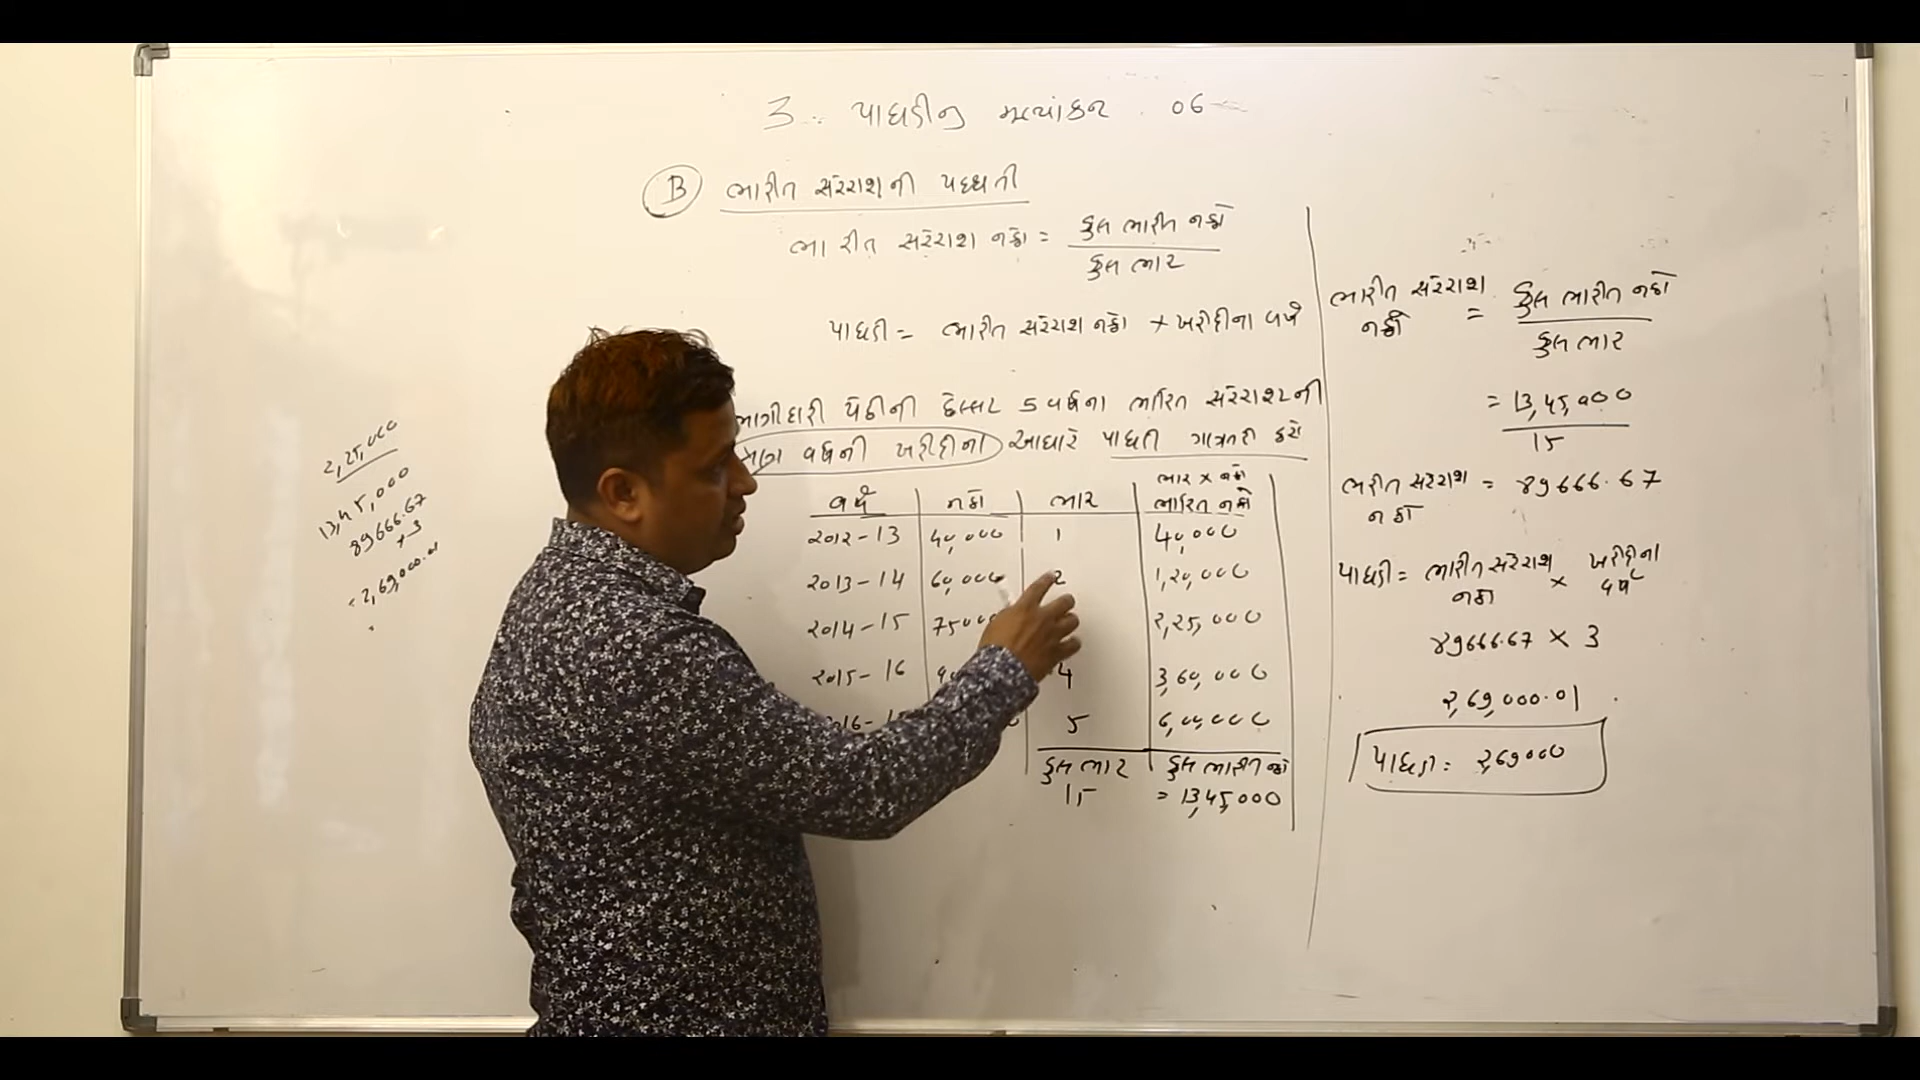 3. પાઘડીનું મૂલ્યાંકન 06
B ભારીત સરેરાશની પધ્ધતી
ભારીત સરેરાશ નફો = કુલ ભારીત નફો
કુલ ભાર
પાઘડી = ભારીત સરેરાશ નફો × ખરીદીના વર્ષ
ભાગીદારી પેઢીની છેલ્લા 5 વર્ષના ભારિત સરેરાશની
વર્ષની ખરીદીના આધારે પાઘડી ગણતરી કરો
ભાર × નફો
વર્ષ નફો ભાર ભારિત નફો
૨૦૧૨-13 40,000 1 40,000
2013-14 60,000 2 1,20,000
2014-15 75000 2,25,000
2015-16 4 3,60,000
5 6,00,000
કુલ ભાર કુલ ભારીત નફો
15 = 13,45,000
ભારીત સરેરાશ નફો = કુલ ભારીત નફો
કુલ ભાર
= 13,45,000
15
ભારીત સરેરાશ નફો = 89666.67
પાઘડી = ભારીત સરેરાશ નફો × ખરીદીના વર્ષ
89666.67 × 3
2,69,000.01
પાઘડી = 269000
2,25,000
13,45,000
89666.67
×3
2,69,000.01